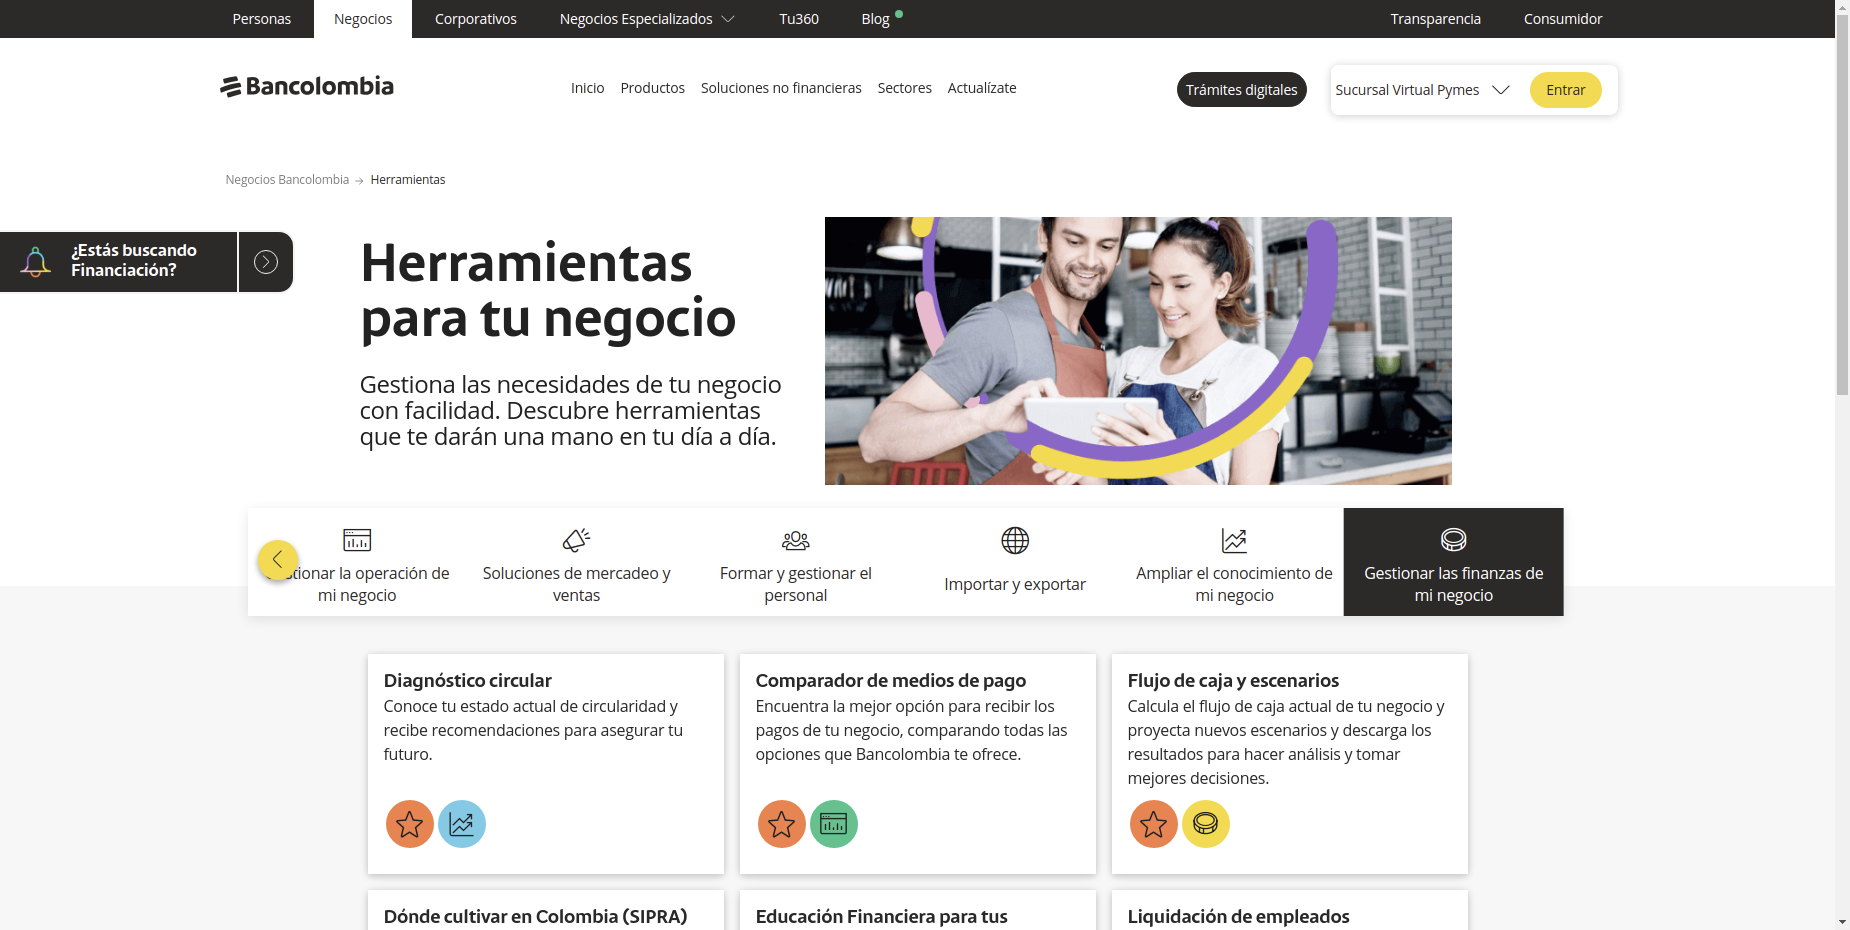 Personas
Negocios
Corporativos
Negocios Especializados
Tu360
Blog
Transparencia
Consumidor
Bancolombia
Inicio
Productos
Soluciones no financieras
Sectores
Actualízate
Trámites digitales
Sucursal Virtual Pymes
Entrar
Negocios Bancolombia → Herramientas
¿Estás buscando
Financiación?
Herramientas
para tu negocio
Gestiona las necesidades de tu negocio
con facilidad. Descubre herramientas
que te darán una mano en tu día a día.
stionar la operación de
mi negocio
Soluciones de mercadeo y
ventas
Formar y gestionar el
personal
Importar y exportar
Ampliar el conocimiento de
mi negocio
Gestionar las finanzas de
mi negocio
Diagnóstico circular
Conoce tu estado actual de circularidad y
recibe recomendaciones para asegurar tu
futuro.
Comparador de medios de pago
Encuentra la mejor opción para recibir los
pagos de tu negocio, comparando todas las
opciones que Bancolombia te ofrece.
Flujo de caja y escenarios
Calcula el flujo de caja actual de tu negocio y
proyecta nuevos escenarios y descarga los
resultados para hacer análisis y tomar
mejores decisiones.
Dónde cultivar en Colombia (SIPRA)
Educación Financiera para tus
Liquidación de empleados